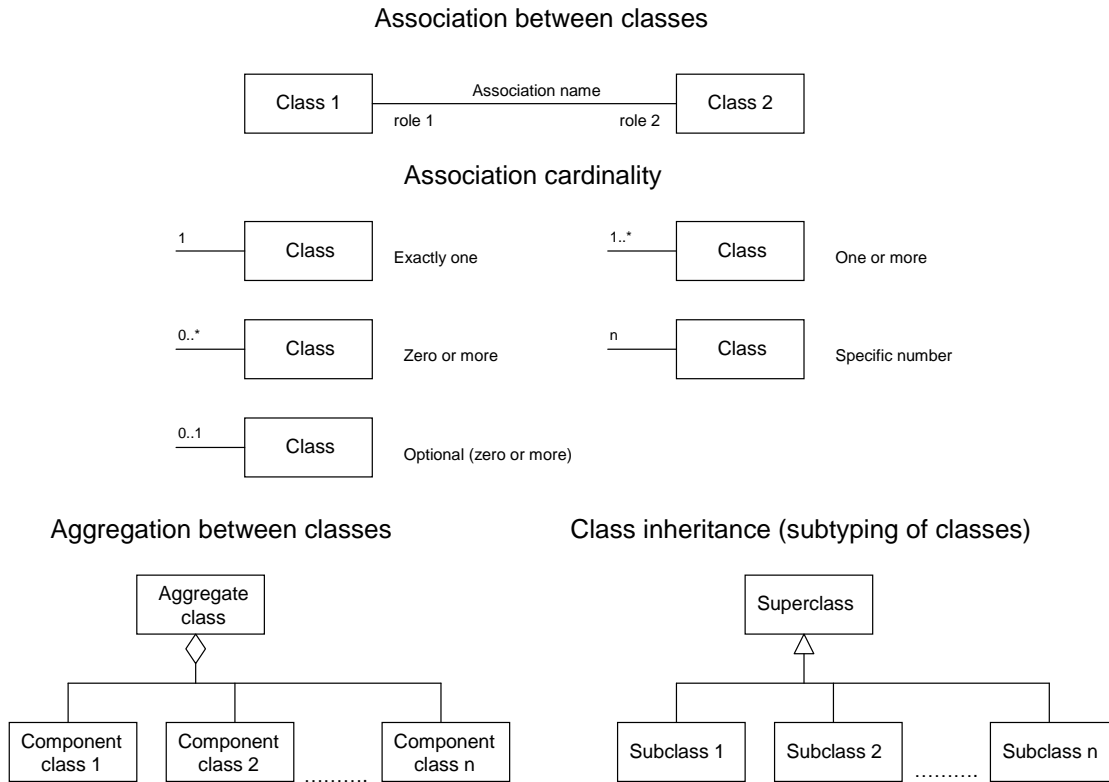 Association between classes
Class 1
Association name
Class 2
role 1
role 2
Association cardinality
1
Class
Exactly one
1..*
Class
One or more
0..*
Class
Zero or more
n
Class
Specific number
0..1
Class
Optional (zero or more)
Aggregation between classes
Class inheritance (subtyping of classes)
Aggregate
class
Superclass
Component
class 1
Component
class 2
..........
Component
class n
Subclass 1
Subclass 2
..........
Subclass n